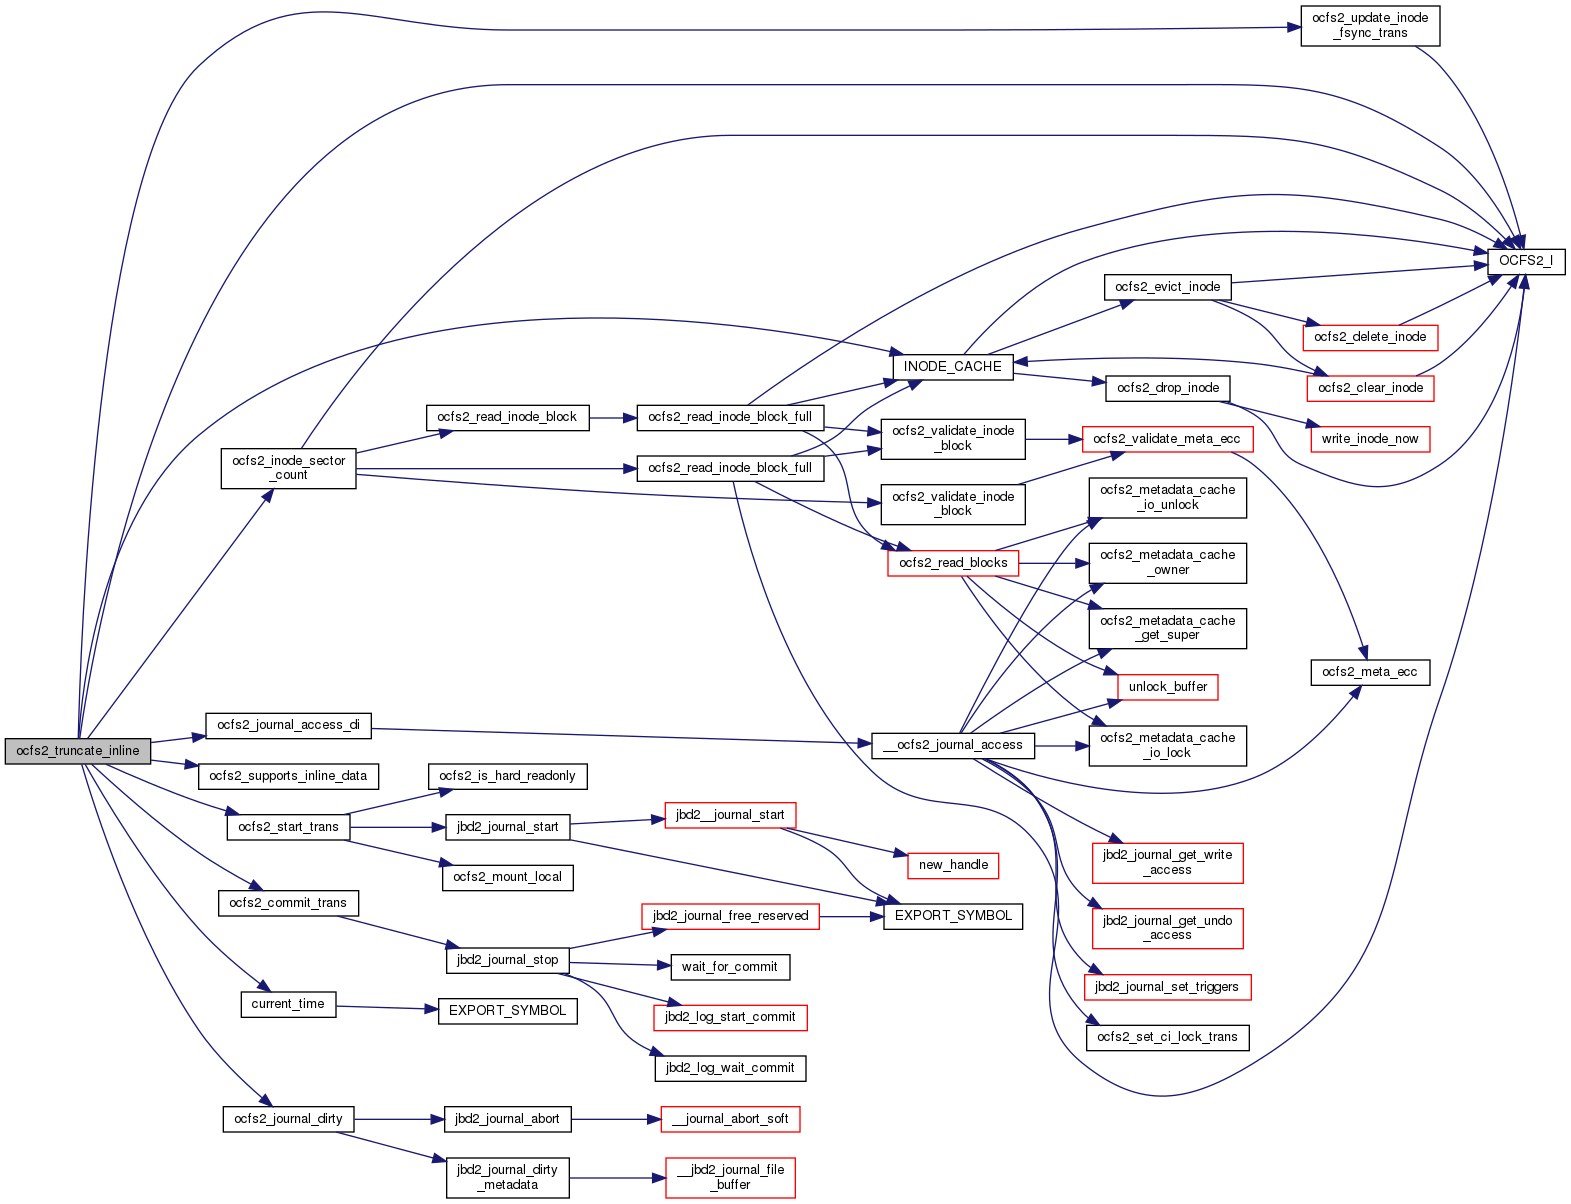 ocfs2_update_inode
_fsync_trans
OCFS2_I
ocfs2_evict_inode
ocfs2_delete_inode
INODE_CACHE
ocfs2_drop_inode
ocfs2_clear_inode
ocfs2_read_inode_block
ocfs2_read_inode_block_full
ocfs2_validate_inode
_block
ocfs2_validate_meta_ecc
write_inode_now
ocfs2_inode_sector
_count
ocfs2_read_inode_block_full
ocfs2_validate_inode
_block
ocfs2_metadata_cache
_io_unlock
ocfs2_read_blocks
ocfs2_metadata_cache
_owner
ocfs2_metadata_cache
_get_super
ocfs2_meta_ecc
unlock_buffer
ocfs2_journal_access_di
ocfs2_truncate_inline
__ocfs2_journal_access
ocfs2_metadata_cache
_io_lock
ocfs2_supports_inline_data
ocfs2_is_hard_readonly
ocfs2_start_trans
jbd2_journal_start
jbd2__journal_start
ocfs2_mount_local
new_handle
jbd2_journal_get_write
_access
ocfs2_commit_trans
jbd2_journal_free_reserved
EXPORT_SYMBOL
jbd2_journal_get_undo
_access
jbd2_journal_stop
wait_for_commit
jbd2_journal_set_triggers
current_time
EXPORT_SYMBOL
jbd2_log_start_commit
ocfs2_set_ci_lock_trans
jbd2_log_wait_commit
ocfs2_journal_dirty
jbd2_journal_abort
__journal_abort_soft
jbd2_journal_dirty
_metadata
__jbd2_journal_file
_buffer